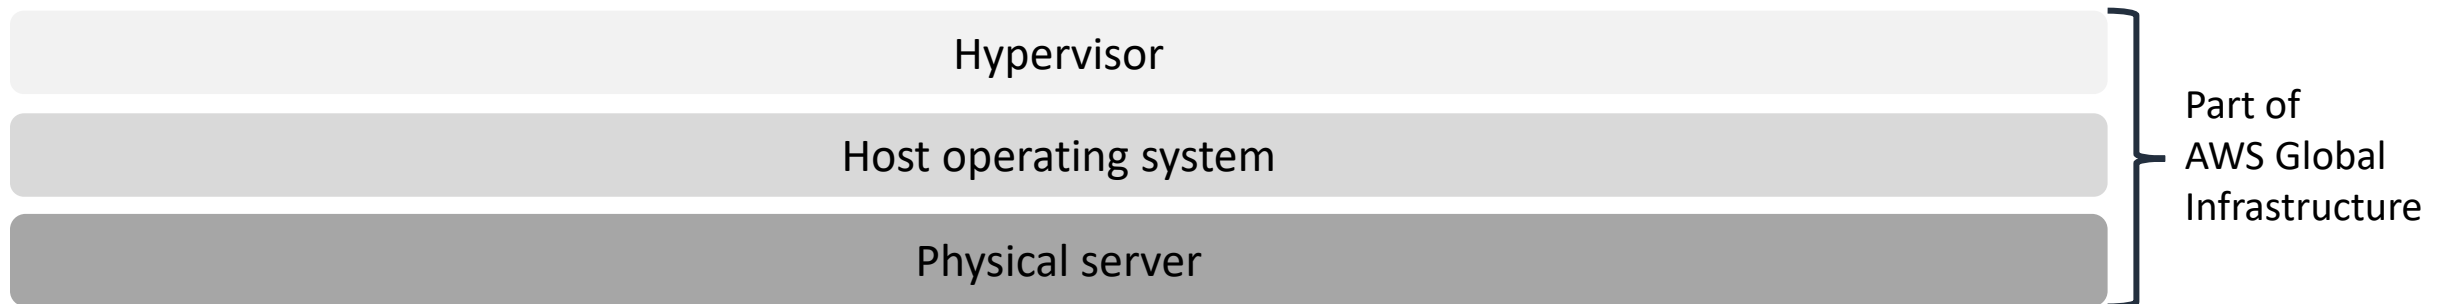 Hypervisor
Host operating system
Physical server
Part of
AWS Global
Infrastructure